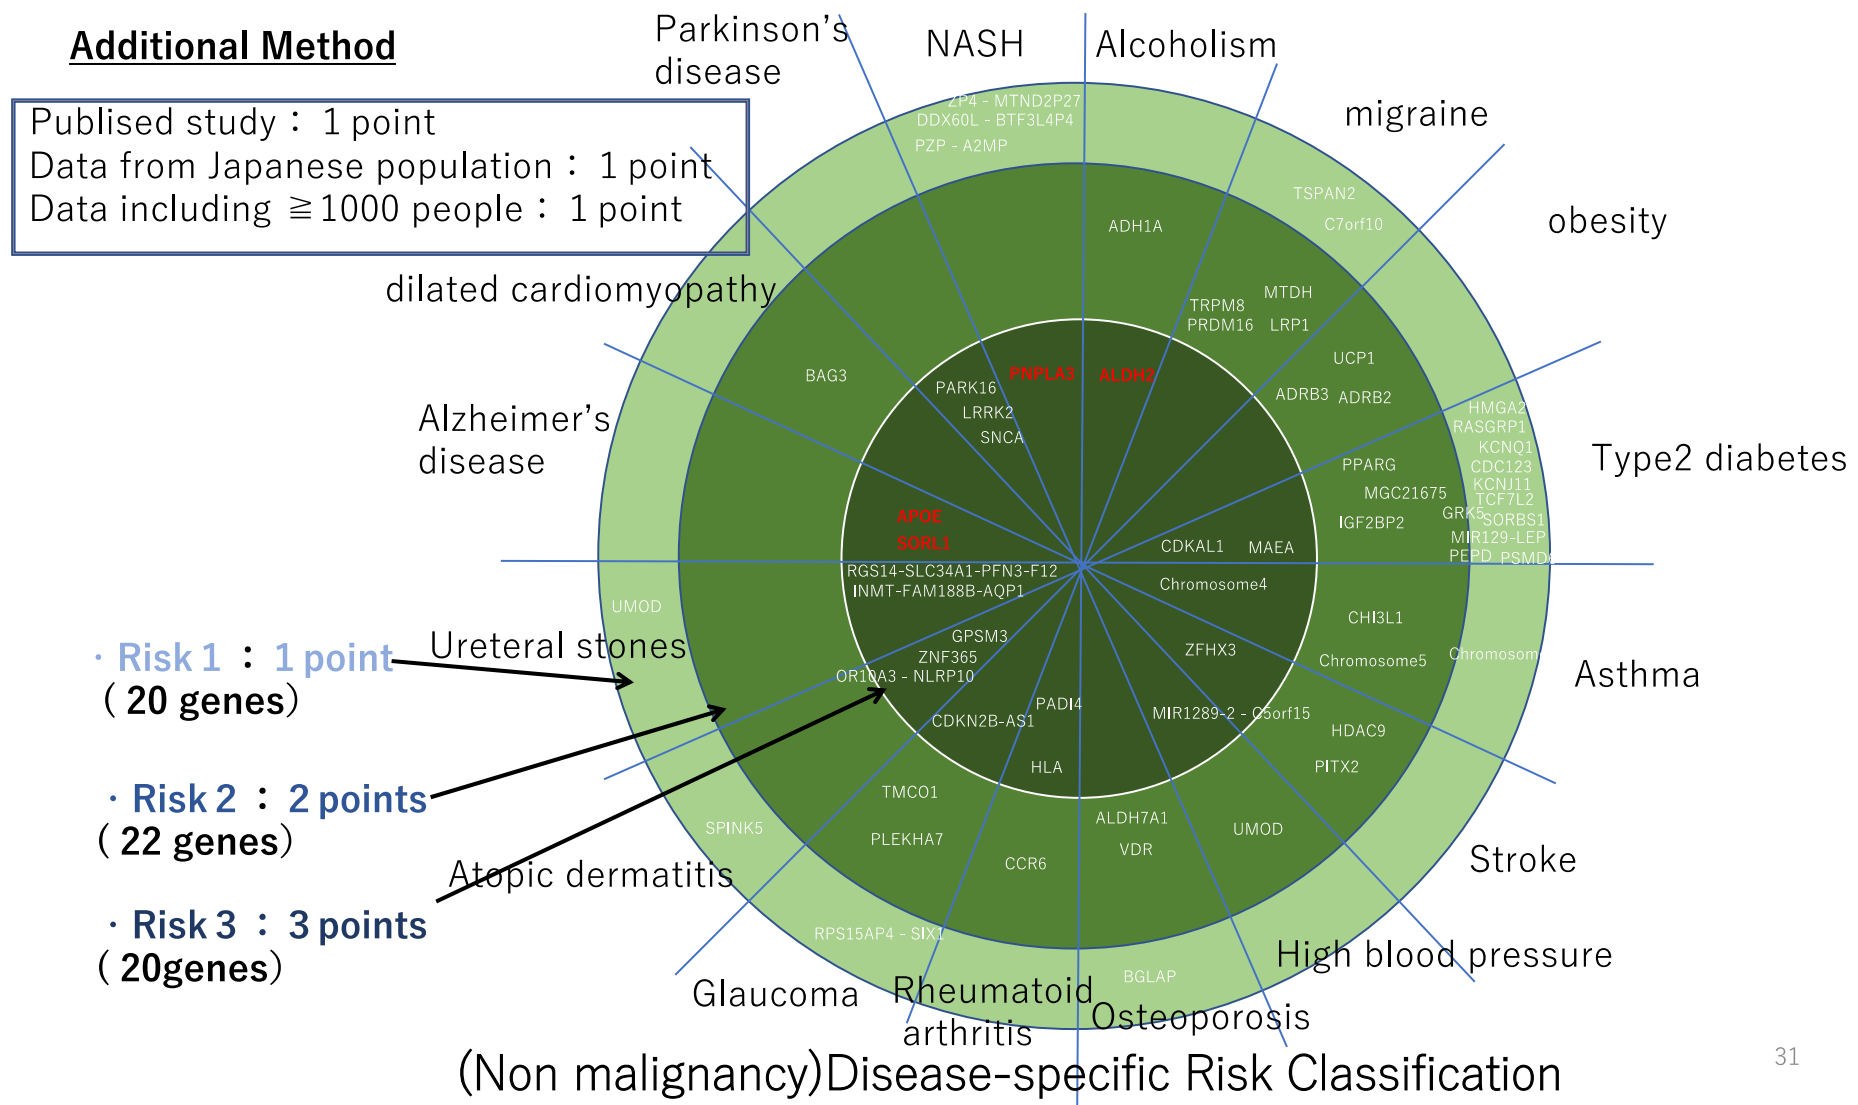 Additional Method
Publised study： 1 point
Data from Japanese population： 1 point
Data including ≧1000 people： 1 point
Parkinson's
disease
NASH
Alcoholism
migraine
obesity
Type2 diabetes
Asthma
Stroke
High blood pressure
Osteoporosis
Rheumatoid
arthritis
Glaucoma
Atopic dermatitis
Ureteral stones
Alzheimer's
disease
dilated cardiomyopathy
ZP4 - MTND2P27
DDX60L - BTF3L4P4
PZP - A2MP
ADH1A
TSPAN2
C7orf10
TRPM8
MTDH
PRDM16
LRP1
UCP1
ADRB3
ADRB2
HMGA2
RASGRP1
KCNQ1
CDC123
KCNJ11
TCF7L2
GRK5
SORBS1
MIR129-LEP
PEPD
PPARG
MGC21675
IGF2BP2
CDKAL1
MAEA
Chromosome4
CHI3L1
Chromosome5
Chromosom
ZFHX3
MIR1289-2 - C5orf15
HDAC9
PITX2
UMOD
ALDH7A1
VDR
BGLAP
PADI4
HLA
CCR6
CDKN2B-AS1
TMCO1
PLEKHA7
RPS15AP4 - SIX1
GPSM3
ZNF365
OR10A3 - NLRP10
SPINK5
RGS14-SLC34A1-PFN3-F12
INMT-FAM188B-AQP1
UMOD
APOE
SORL1
BAG3
PARK16
LRRK2
SNCA
PNPLA3
ALDH2
・Risk 1 ： 1 point
( 20 genes)
・Risk 2 ： 2 points
( 22 genes)
・Risk 3 ： 3 points
( 20genes)
(Non malignancy)Disease-specific Risk Classification
31